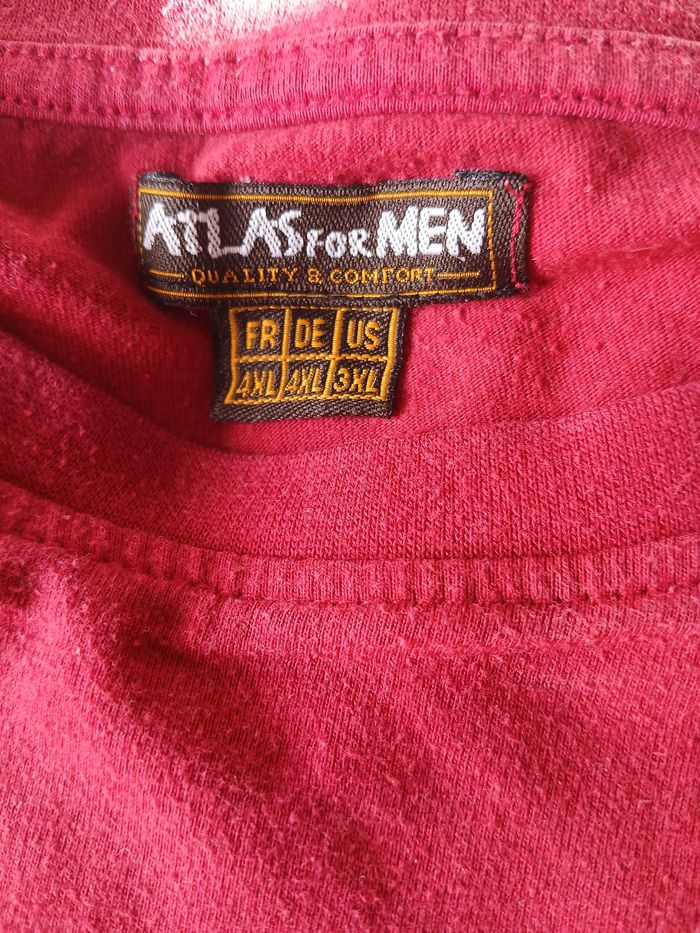 ATLAS FOR MEN
QUALITY & COMFORT
FR DE US
4XL 4XL 3XL